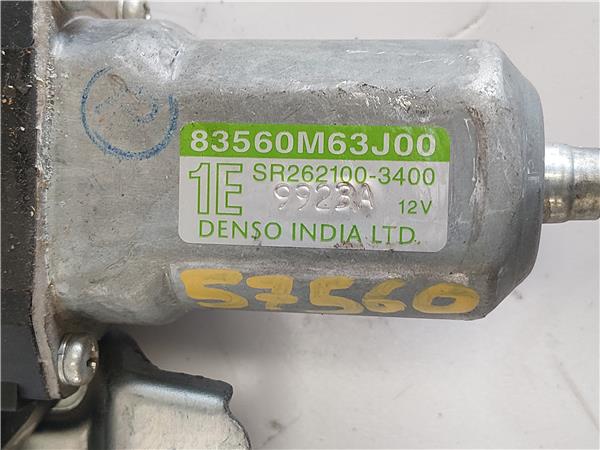 83560M63J00
1E SR262100-3400
9923A 12V
DENSO INDIA LTD.
57560